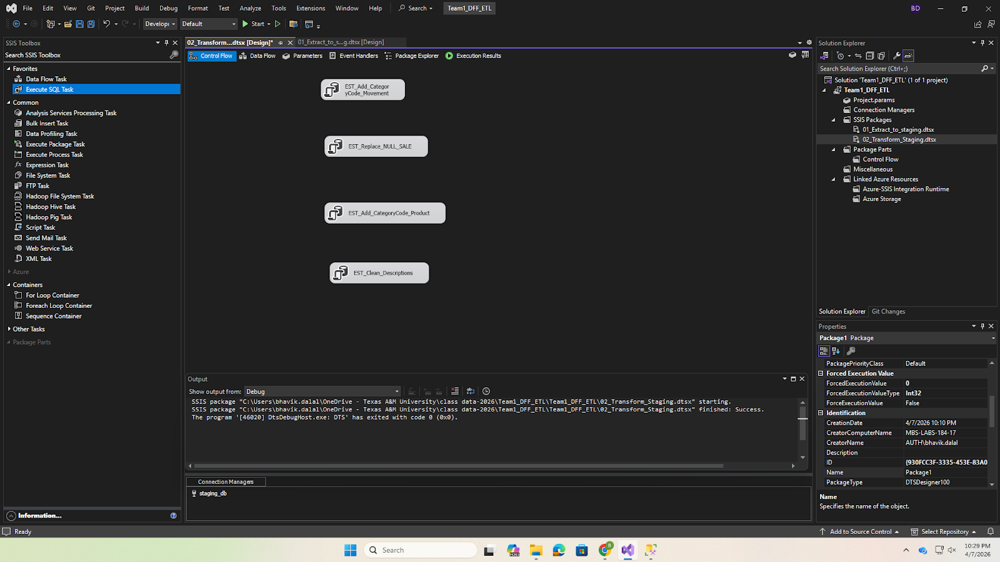 File Edit View Git Project Build Debug Format Test Analyze Tools Extensions Window Help Search Team1_DFF_ETL BD
Develop Default Start
SSIS Toolbox
Search SSIS Toolbox
Favorites
Data Flow Task
Execute SQL Task
Common
Analysis Services Processing Task
Bulk Insert Task
Data Profiling Task
Execute Package Task
Execute Process Task
Expression Task
File System Task
FTP Task
Hadoop File System Task
Hadoop Hive Task
Hadoop Pig Task
Script Task
Send Mail Task
Web Service Task
XML Task
Azure
Containers
For Loop Container
Foreach Loop Container
Sequence Container
Other Tasks
Package Parts
Information...
02_Transform...dtsx [Design]* 01_Extract_to_s...g.dtsx [Design]
Control Flow Data Flow Parameters Event Handlers Package Explorer Execution Results
EST_Add_Categor
yCode_Movement
EST_Replace_NULL_SALE
EST_Add_CategoryCode_Product
EST_Clean_Descriptions
Output
Show output from: Debug
SSIS package "C:\Users\bhavik.dalal\OneDrive - Texas A&M University\class data-2026\Team1_DFF_ETL\Team1_DFF_ETL\02_Transform_Staging.dtsx" starting.
SSIS package "C:\Users\bhavik.dalal\OneDrive - Texas A&M University\class data-2026\Team1_DFF_ETL\Team1_DFF_ETL\02_Transform_Staging.dtsx" finished: Success.
The program '[46020] DtsDebugHost.exe: DTS' has exited with code 0 (0x0).
Connection Managers
staging_db
Solution Explorer
Search Solution Explorer (Ctrl+;)
Solution 'Team1_DFF_ETL' (1 of 1 project)
Team1_DFF_ETL
Project.params
Connection Managers
SSIS Packages
01_Extract_to_staging.dtsx
02_Transform_Staging.dtsx
Package Parts
Control Flow
Miscellaneous
Linked Azure Resources
Azure-SSIS Integration Runtime
Azure Storage
Solution Explorer Git Changes
Properties
Package1 Package
PackagePriorityClass Default
Forced Execution Value
ForcedExecutionValue 0
ForcedExecutionValueType Int32
ForceExecutionValue False
Identification
CreationDate 4/7/2026 10:10 PM
CreatorComputerName MBS-LABS-184-17
CreatorName AUTH\bhavik.dalal
Description
ID {930FCC3F-3335-453E-83A0
Name Package1
PackageType DTSDesigner100
Name
Specifies the name of the object.
Ready Add to Source Control Select Repository
Search
10:29 PM
4/7/2026